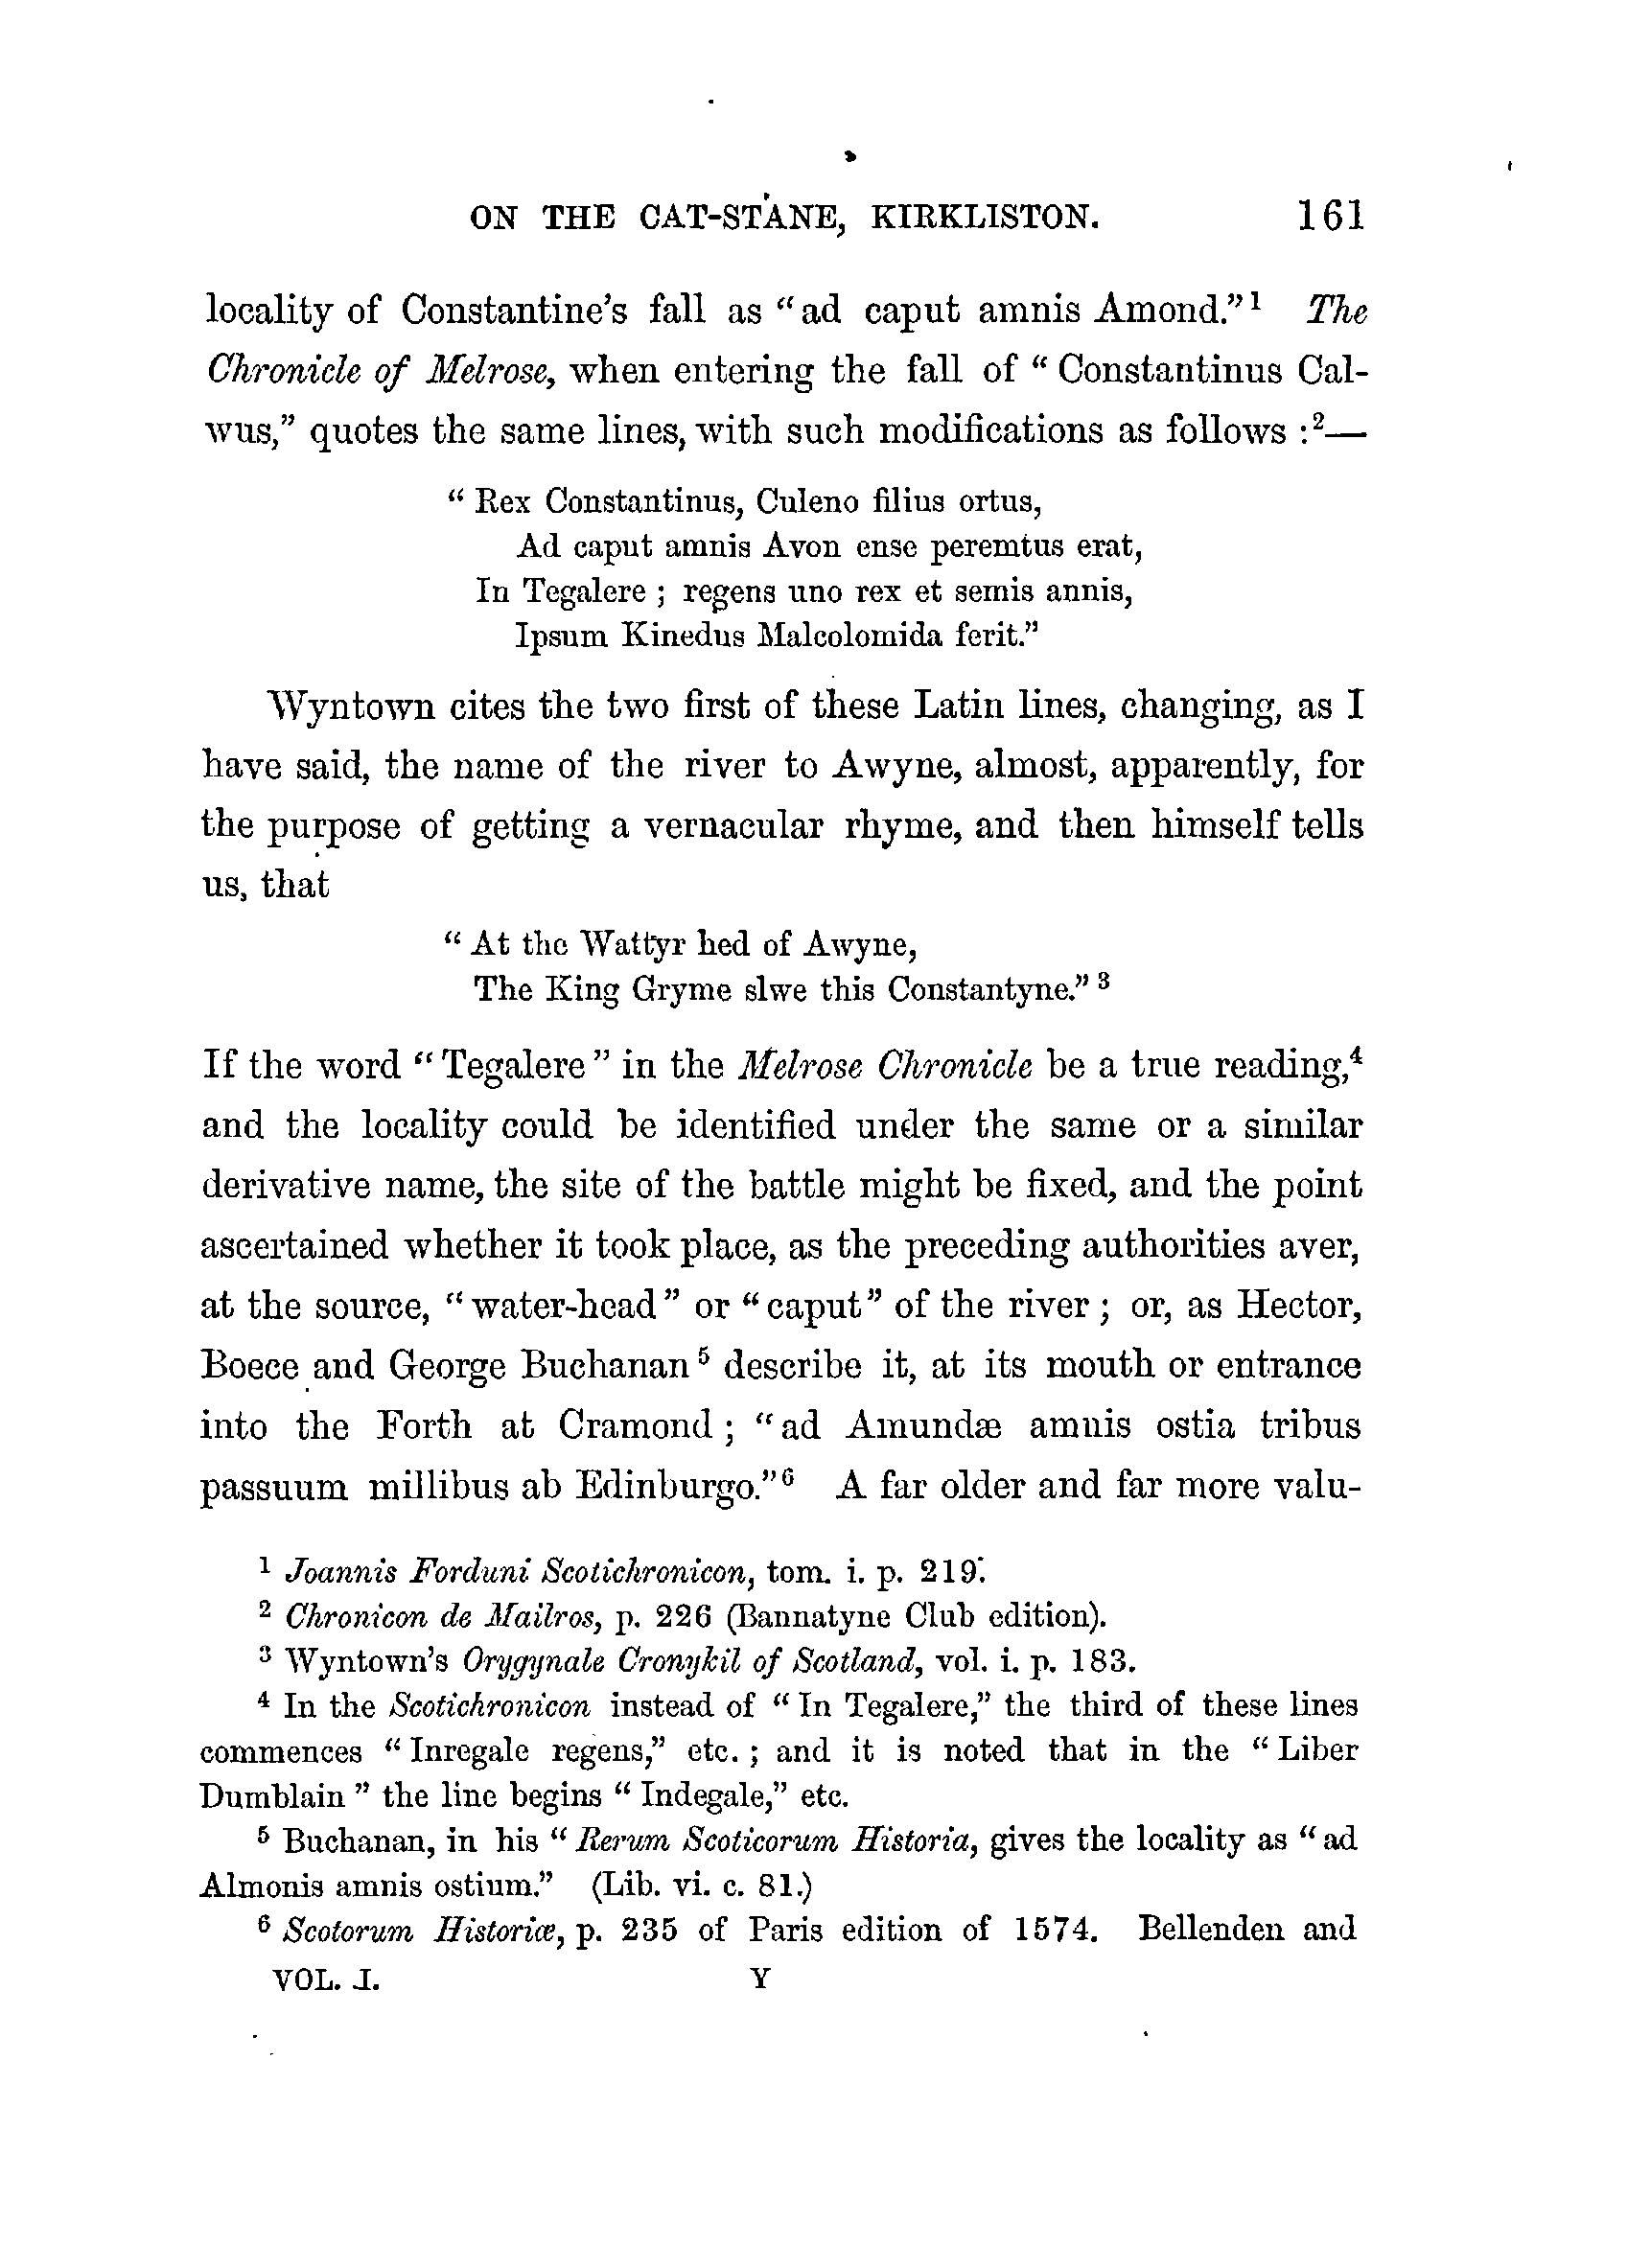 ON THE CAT-STANE, KIRKLISTON. 161
locality of Constantine's fall as "ad caput amnis Amond."¹ The
Chronicle of Melrose, when entering the fall of "Constantinus Cal-
wus," quotes the same lines, with such modifications as follows :²—
"Rex Constantinus, Culeno filius ortus,
Ad caput amnis Avon ense peremtus erat,
In Tegalere ; regens uno rex et semis annis,
Ipsum Kinedus Malcolomida ferit."
Wyntown cites the two first of these Latin lines, changing, as I
have said, the name of the river to Awyne, almost, apparently, for
the purpose of getting a vernacular rhyme, and then himself tells
us, that
"At the Wattyr hed of Awyne,
The King Gryme slwe this Constantyne." ³
If the word "Tegalere" in the Melrose Chronicle be a true reading,⁴
and the locality could be identified under the same or a similar
derivative name, the site of the battle might be fixed, and the point
ascertained whether it took place, as the preceding authorities aver,
at the source, "water-head" or "caput" of the river ; or, as Hector,
Boece and George Buchanan ⁵ describe it, at its mouth or entrance
into the Forth at Cramond ; "ad Amundæ amnis ostia tribus
passuum millibus ab Edinburgo."⁶ A far older and far more valu-
¹ Joannis Forduni Scotichronicon, tom. i. p. 219.
² Chronicon de Mailros, p. 226 (Bannatyne Club edition).
³ Wyntown's Orygynale Cronykil of Scotland, vol. i. p. 183.
⁴ In the Scotichronicon instead of "In Tegalere," the third of these lines
commences "Inregale regens," etc. ; and it is noted that in the "Liber
Dumblain" the line begins "Indegale," etc.
⁵ Buchanan, in his "Rerum Scoticorum Historia, gives the locality as "ad
Almonis amnis ostium." (Lib. vi. c. 81.)
⁶ Scotorum Historiæ, p. 235 of Paris edition of 1574. Bellenden and
VOL. I. Y